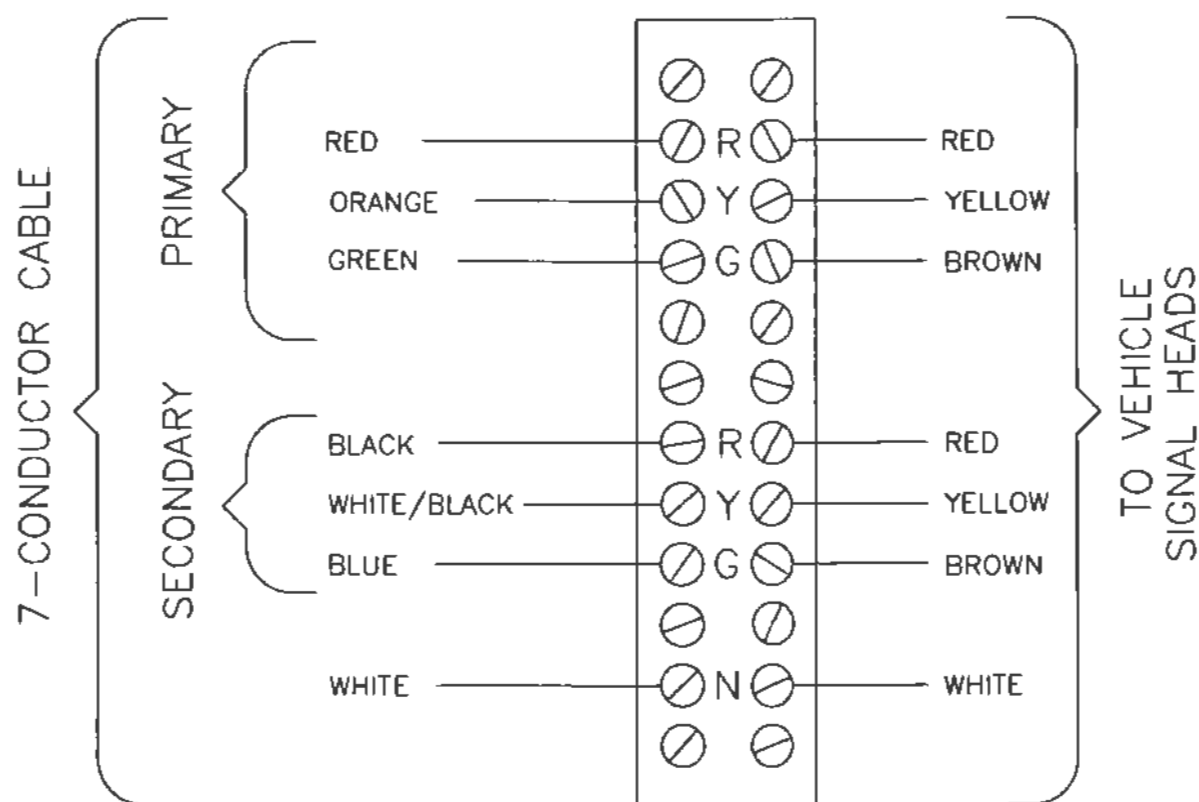 7-CONDUCTOR CABLE
PRIMARY
RED R RED
ORANGE Y YELLOW
GREEN G BROWN
SECONDARY
BLACK R RED
WHITE/BLACK Y YELLOW
BLUE G BROWN
WHITE N WHITE
TO VEHICLE
SIGNAL HEADS